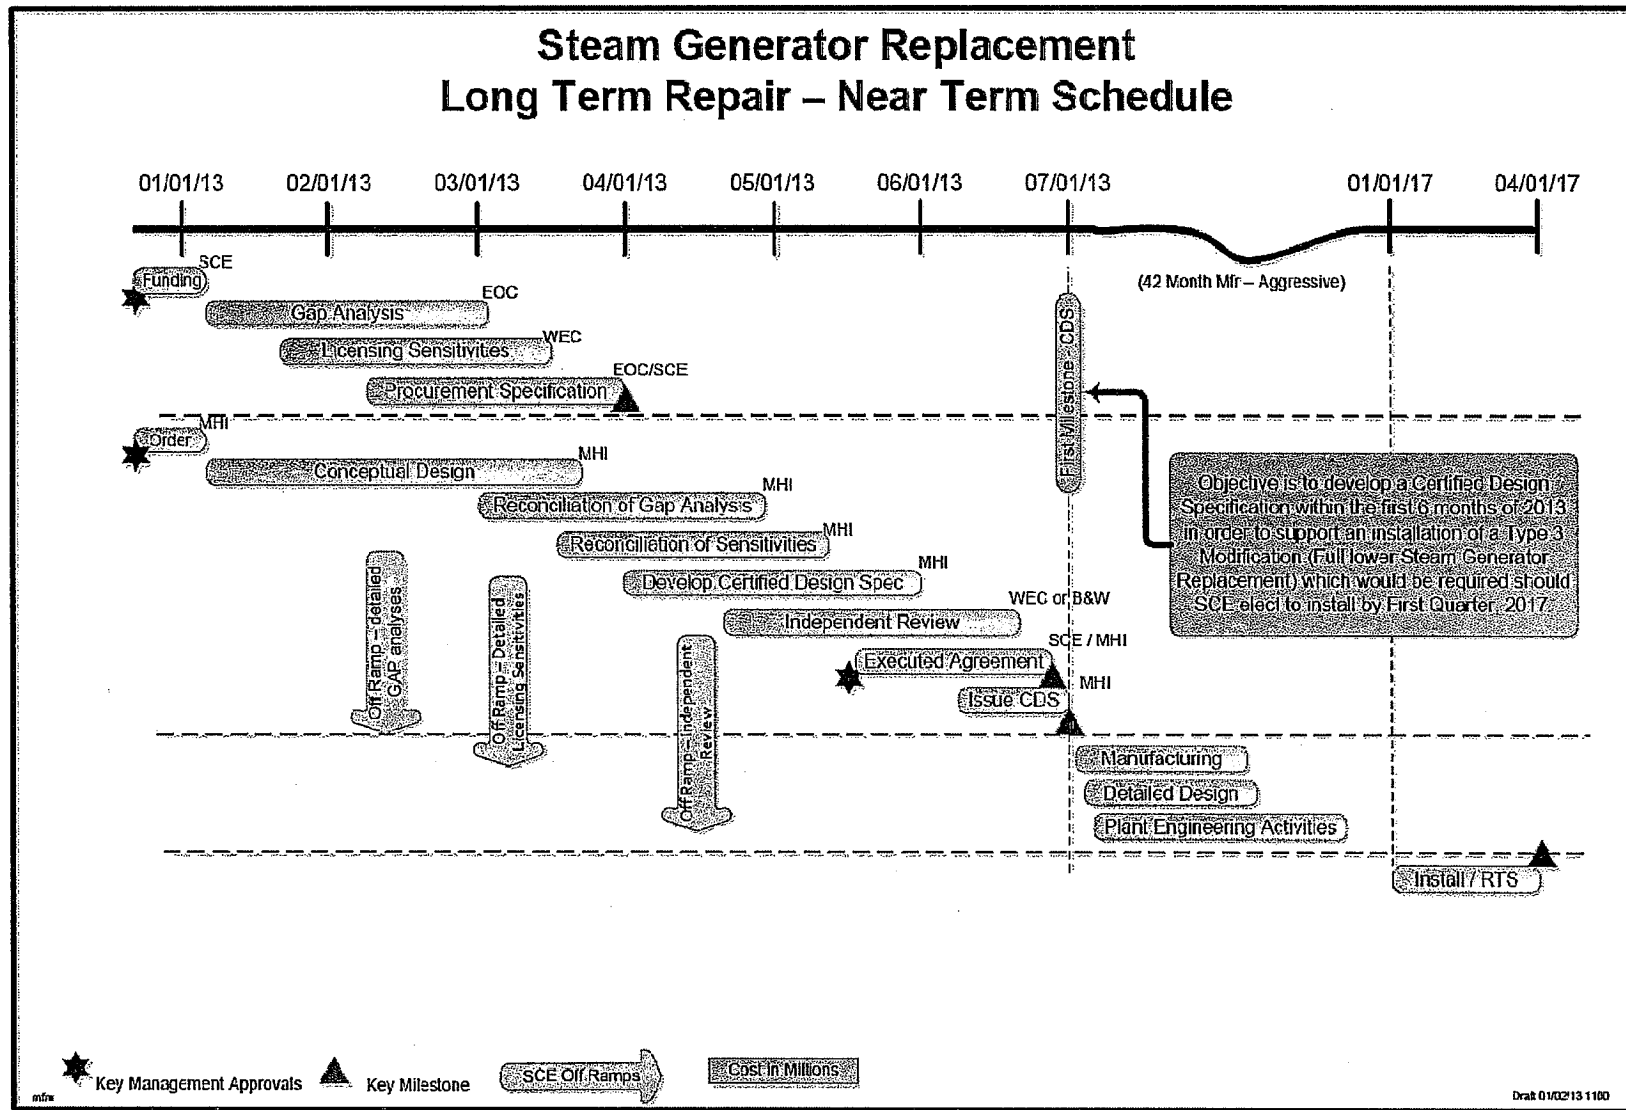 Steam Generator Replacement
Long Term Repair – Near Term Schedule
01/01/13 02/01/13 03/01/13 04/01/13 05/01/13 06/01/13 07/01/13 01/01/17 04/01/17
(42 Month Mfr – Aggressive)
SCE
Funding
EOC
Gap Analysis
WEC
Licensing Sensitivities
EOC/SCE
Procurement Specification
First Milestone - CDS
MHI
Order
MHI
Conceptual Design
MHI
Reconciliation of Gap Analysis
MHI
Reconciliation of Sensitivities
MHI
Develop Certified Design Spec
WEC or B&W
Independent Review
SCE / MHI
Executed Agreement
MHI
Issue CDS
Objective is to develop a Certified Design
Specification within the first 6 months of 2013
in order to support an installation of a Type 3
Modification (Full lower Steam Generator
Replacement) which would be required should
SCE elect to install by First Quarter, 2017
Off Ramp – detailed
GAP analyses
Off Ramp – Detailed
Licensing Sensitivities
Off Ramp – Independent
Review
Manufacturing
Detailed Design
Plant Engineering Activities
Install / RTS
Key Management Approvals
Key Milestone
SCE Off Ramps
Cost in Millions
Draft 01/02/13 1100